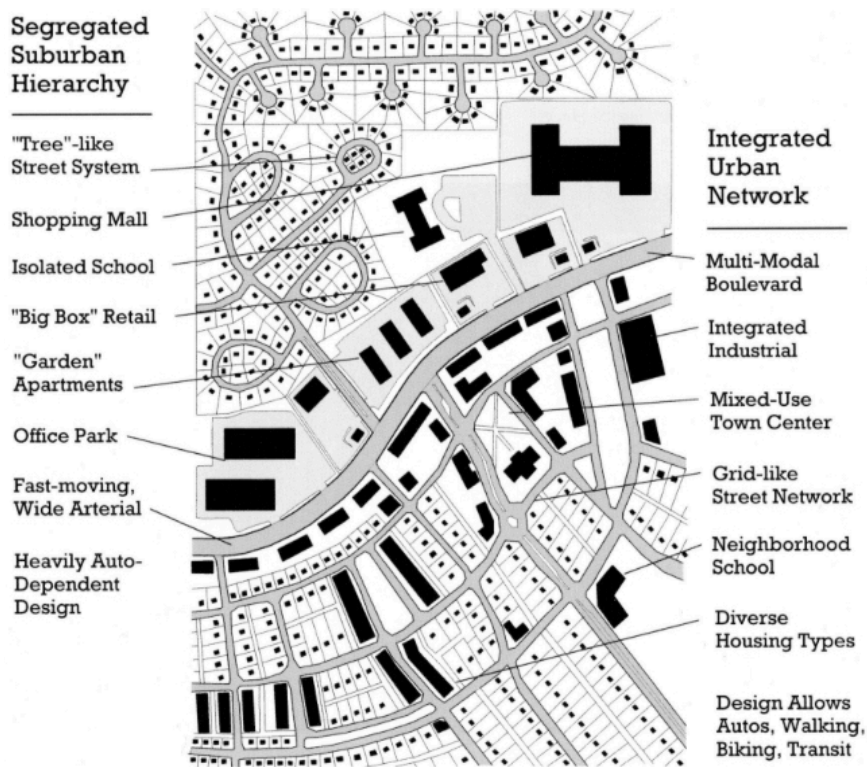 Segregated
Suburban
Hierarchy
"Tree"-like
Street System
Shopping Mall
Isolated School
"Big Box" Retail
"Garden"
Apartments
Office Park
Fast-moving,
Wide Arterial
Heavily Auto-
Dependent
Design
Integrated
Urban
Network
Multi-Modal
Boulevard
Integrated
Industrial
Mixed-Use
Town Center
Grid-like
Street Network
Neighborhood
School
Diverse
Housing Types
Design Allows
Autos, Walking,
Biking, Transit